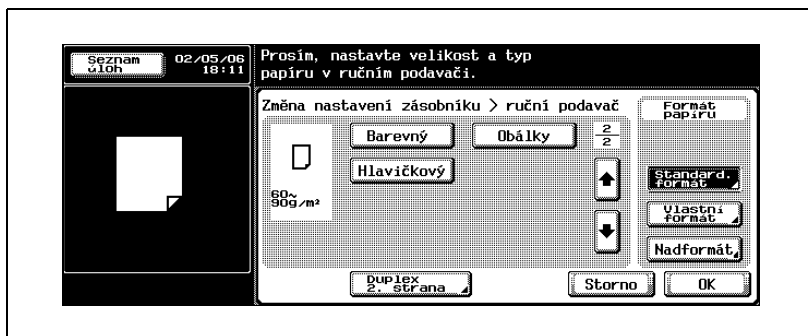 Seznam
úloh
02/05/06
18:11
Prosím, nastavte velikost a typ
papíru v ručním podavači.
Změna nastavení zásobníku > ruční podavač
Formát
papíru
Barevný
Obálky
2
2
Hlavičkový
60~
90g/m²
Standard.
formát
Vlastní
formát
Nadformát
Duplex
2. strana
Storno
OK